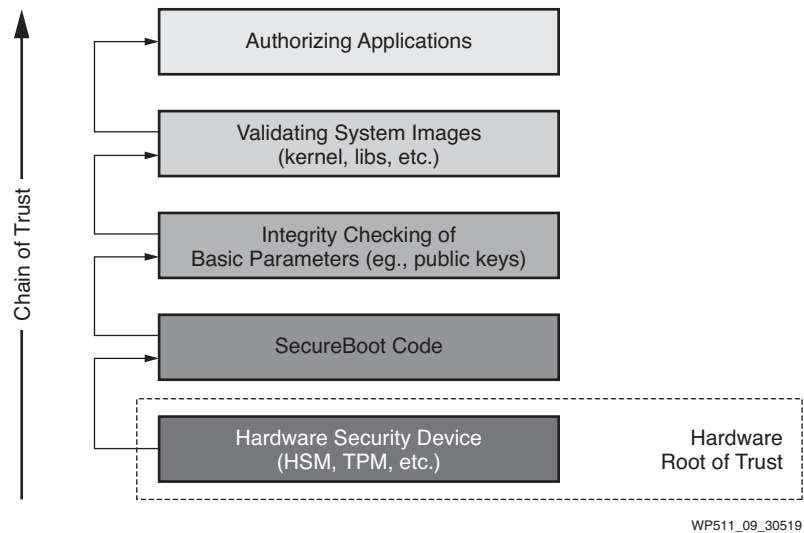 Authorizing Applications
Validating System Images
(kernel, libs, etc.)
Integrity Checking of
Basic Parameters (eg., public keys)
SecureBoot Code
Hardware Security Device
(HSM, TPM, etc.)
Hardware
Root of Trust
Chain of Trust
WP511_09_30519